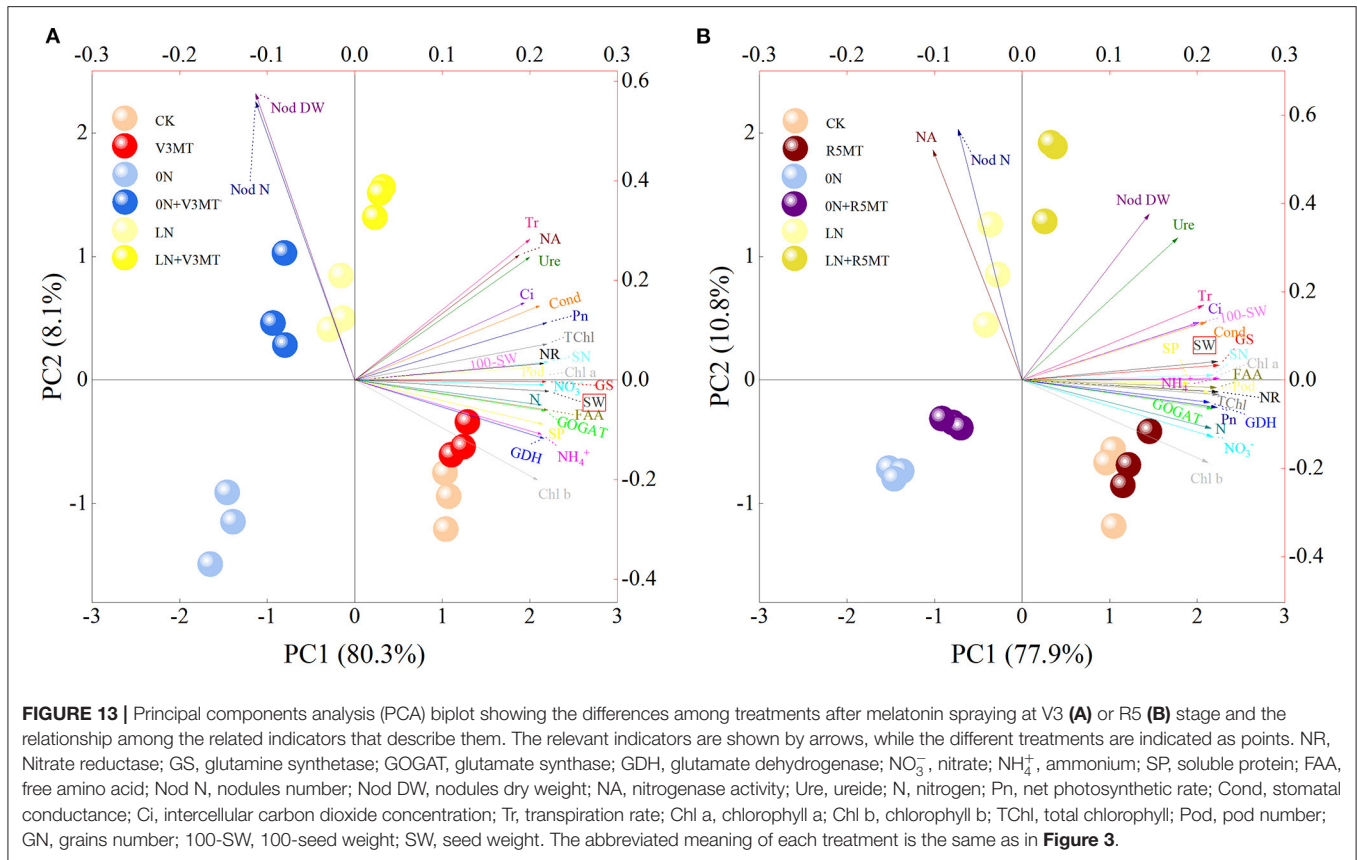 A
-0.3 -0.2 -0.1 0.0 0.1 0.2 0.3
CK
V3MT
0N
0N+V3MT
LN
LN+V3MT
Nod DW
Nod N
Tr
NA
Ure
Ci
Cond
Pn
TChl
NR
SN
100-SW
Pod
Chl a
GS
NO₃⁻
SW
N
FAA
GOGAT
SP
GDH
NH₄⁺
Chl b
2
1
0
-1
PC2 (8.1%)
0.6
0.4
0.2
0.0
-0.2
-0.4
-3 -2 -1 0 1 2 3
PC1 (80.3%)
B
-0.3 -0.2 -0.1 0.0 0.1 0.2 0.3
CK
R5MT
0N
0N+R5MT
LN
LN+R5MT
NA
Nod N
Nod DW
Ure
Tr
Ci
100-SW
Cond
SW
GS
SP
SN
Chl a
FAA
NH₄⁺
Pod
NR
TChl
GOGAT
Pn
GDH
N
NO₃⁻
Chl b
2
1
0
-1
PC2 (10.8%)
0.6
0.4
0.2
0.0
-0.2
-0.4
-3 -2 -1 0 1 2 3
PC1 (77.9%)
FIGURE 13 | Principal components analysis (PCA) biplot showing the differences among treatments after melatonin spraying at V3 (A) or R5 (B) stage and the
relationship among the related indicators that describe them. The relevant indicators are shown by arrows, while the different treatments are indicated as points. NR,
Nitrate reductase; GS, glutamine synthetase; GOGAT, glutamate synthase; GDH, glutamate dehydrogenase; NO₃⁻, nitrate; NH₄⁺, ammonium; SP, soluble protein; FAA,
free amino acid; Nod N, nodules number; Nod DW, nodules dry weight; NA, nitrogenase activity; Ure, ureide; N, nitrogen; Pn, net photosynthetic rate; Cond, stomatal
conductance; Ci, intercellular carbon dioxide concentration; Tr, transpiration rate; Chl a, chlorophyll a; Chl b, chlorophyll b; TChl, total chlorophyll; Pod, pod number;
GN, grains number; 100-SW, 100-seed weight; SW, seed weight. The abbreviated meaning of each treatment is the same as in Figure 3.